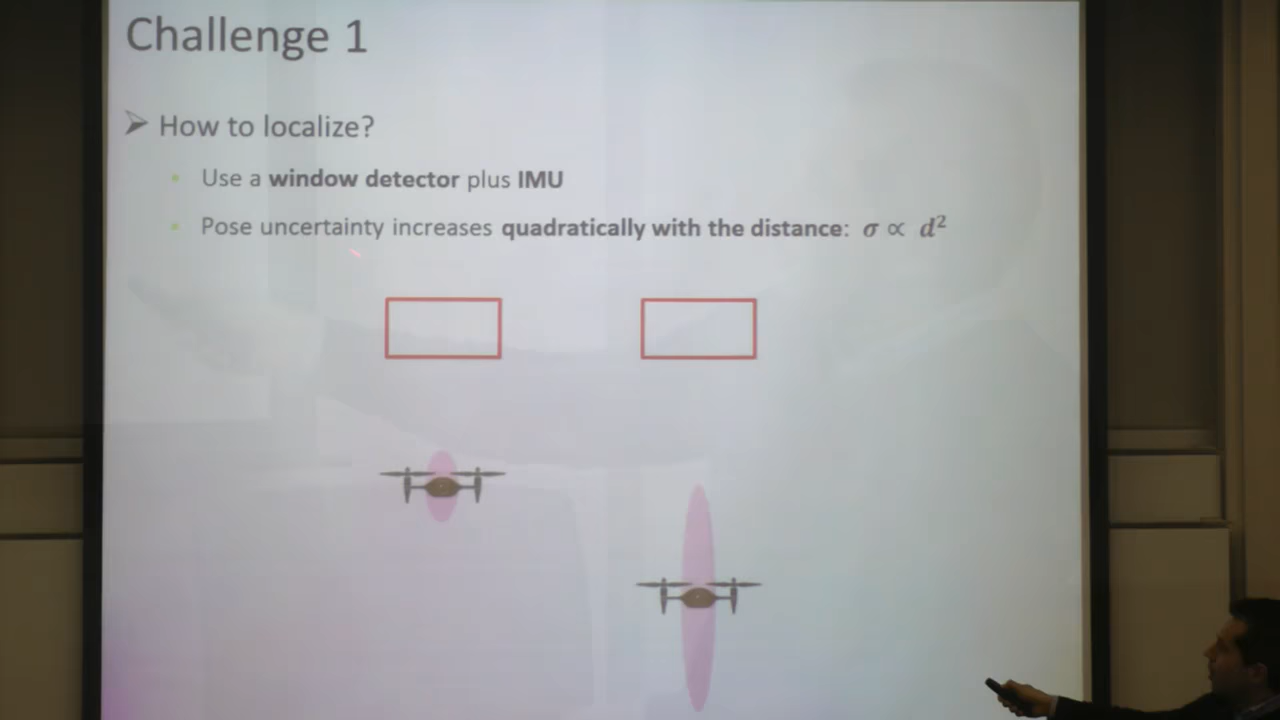 Challenge 1
How to localize?
Use a window detector plus IMU
Pose uncertainty increases quadratically with the distance: σ ∝ d²